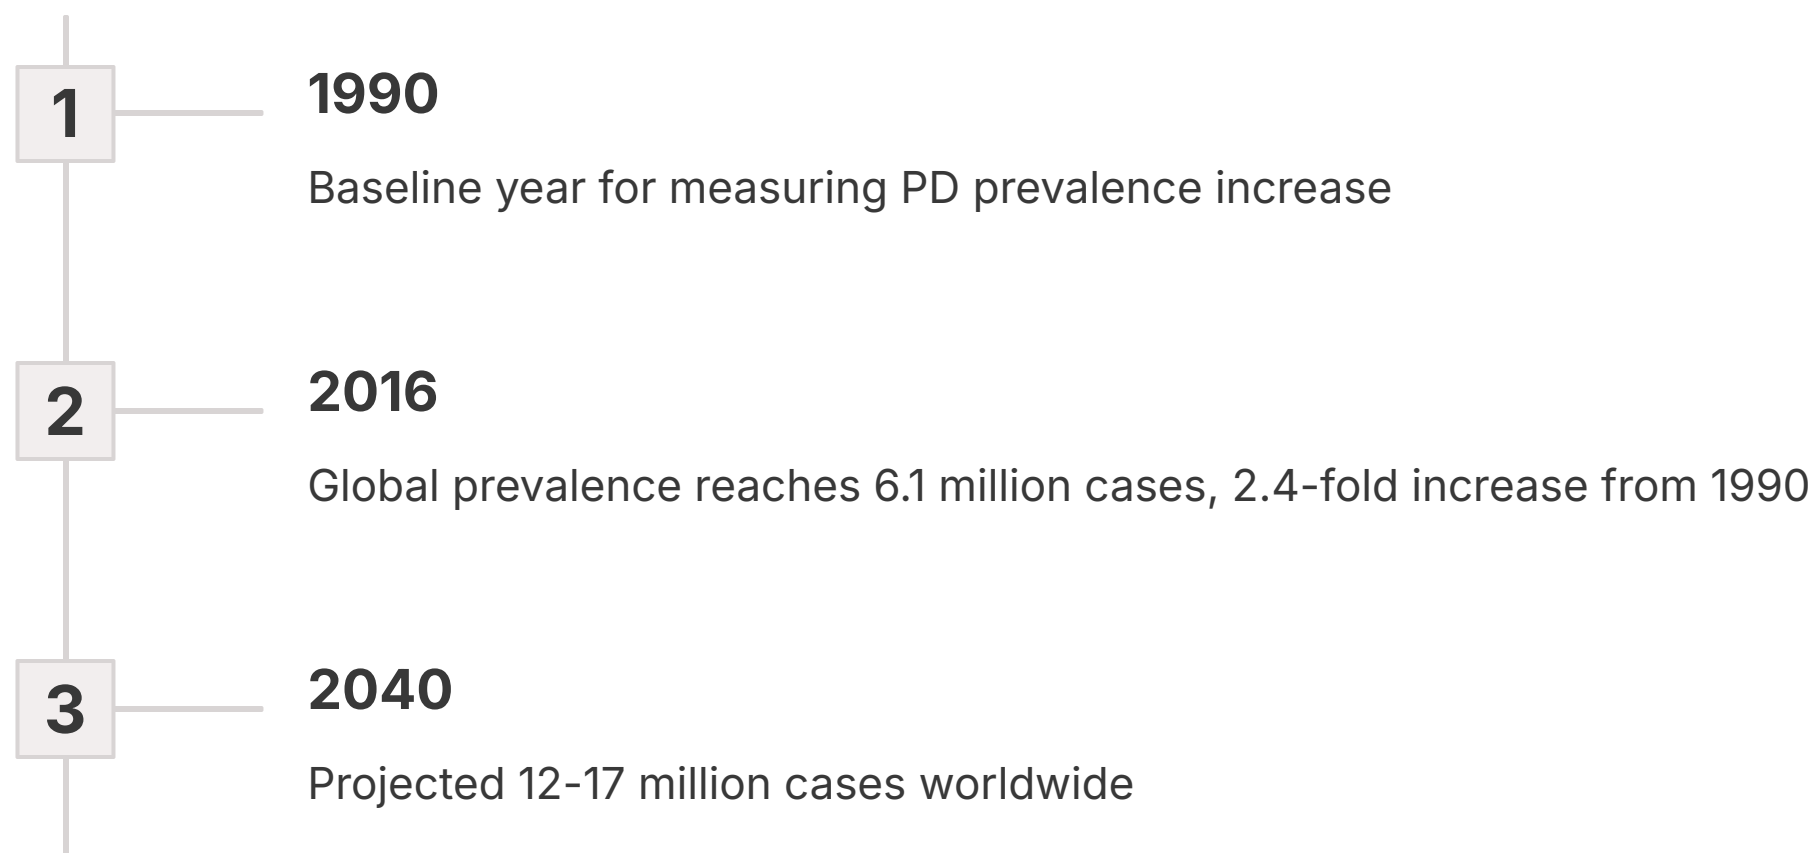 1
1990
Baseline year for measuring PD prevalence increase
2
2016
Global prevalence reaches 6.1 million cases, 2.4-fold increase from 1990
3
2040
Projected 12-17 million cases worldwide